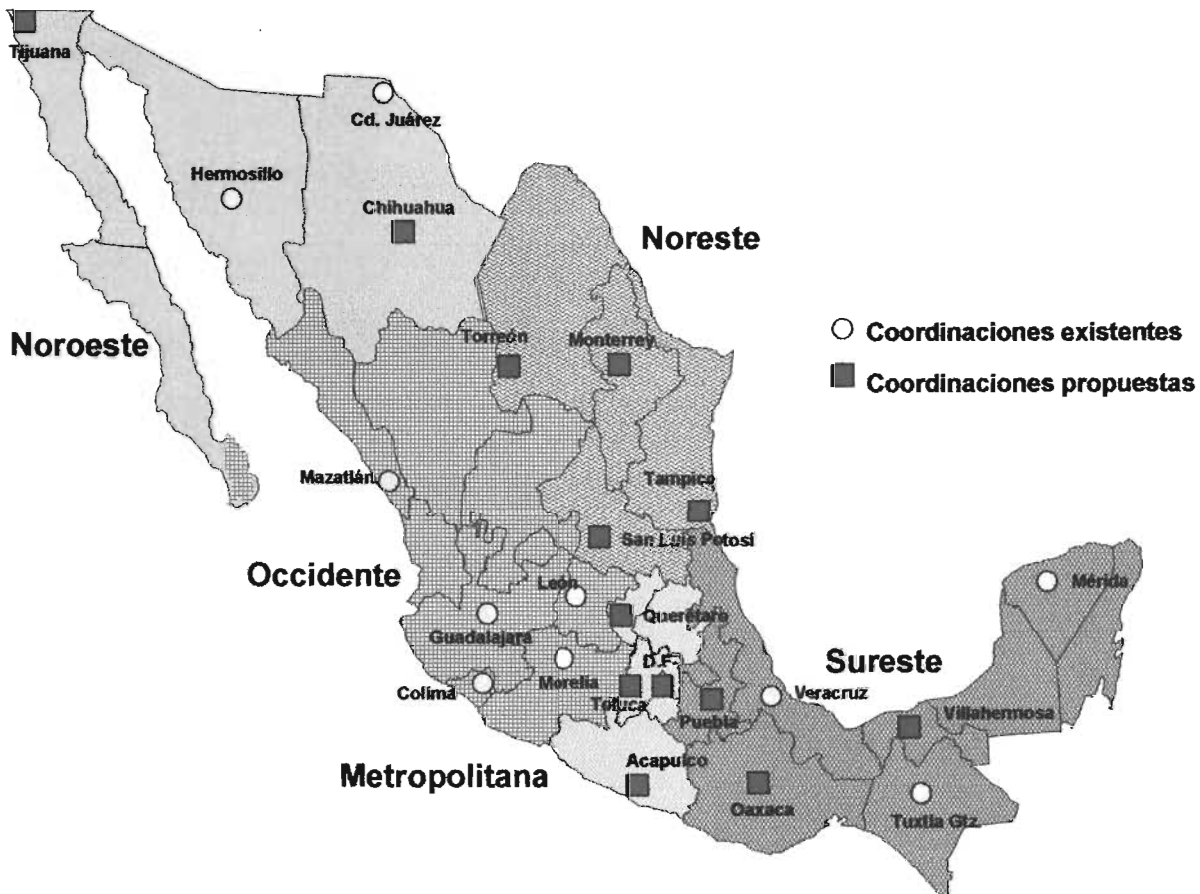 Tijuana
Cd. Juárez
Hermosillo
Chihuahua
Noreste
Noroeste
Torreón
Monterrey
Coordinaciones existentes
Coordinaciones propuestas
Mazatlán
Tampico
San Luis Potosí
Occidente
León
Mérida
Guadalajara
Querétaro
Sureste
D.F.
Colima
Morelia
Toluca
Puebla
Veracruz
Villahermosa
Metropolitana
Acapulco
Oaxaca
Tuxtla Gtz.